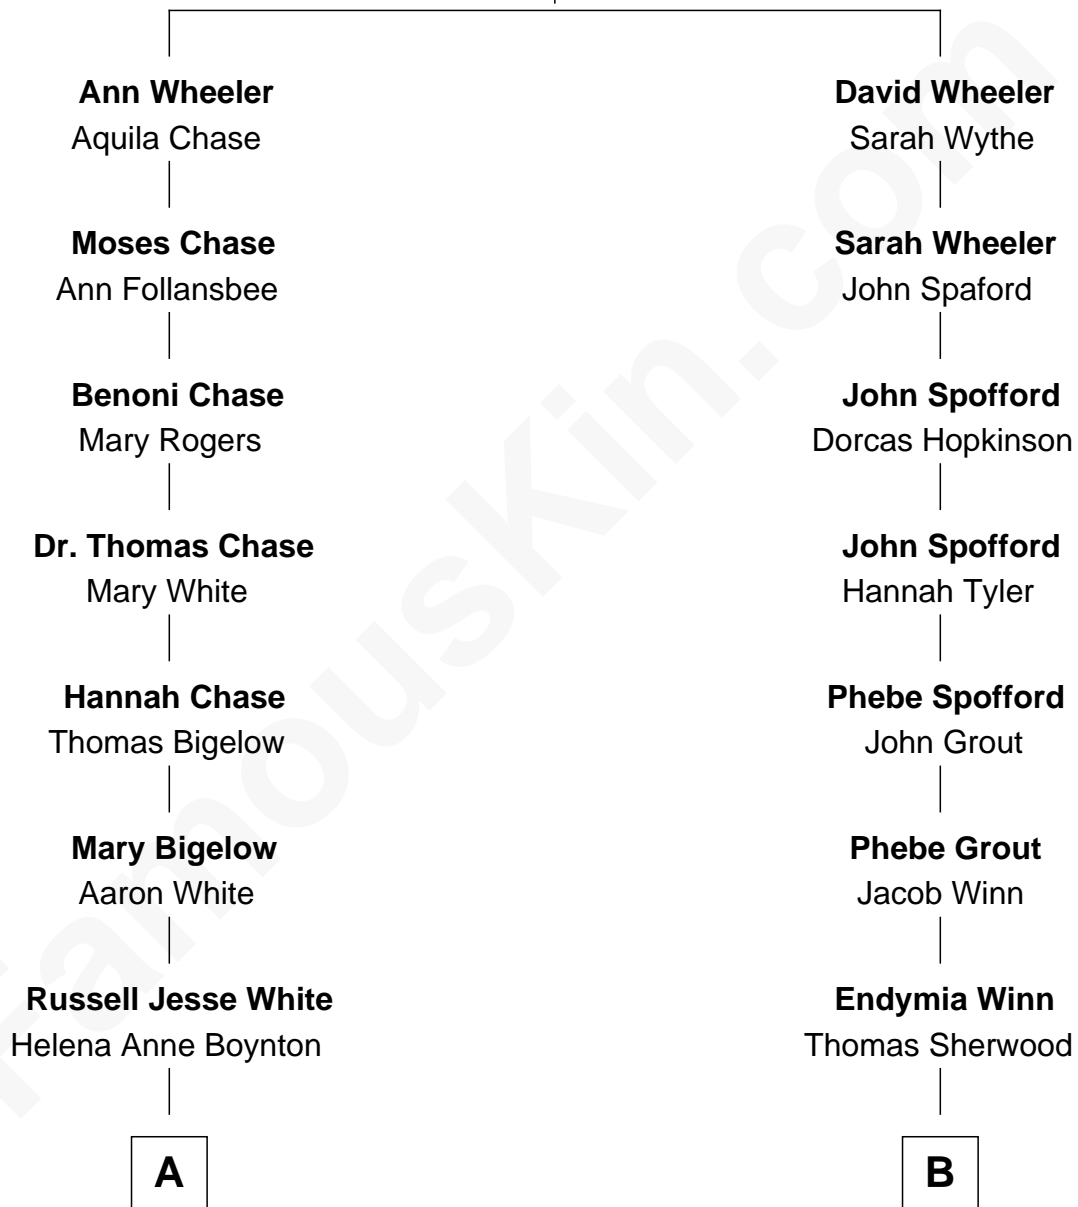 Ann Wheeler
Aquila Chase
Moses Chase
Ann Follansbee
Benoni Chase
Mary Rogers
Dr. Thomas Chase
Mary White
Hannah Chase
Thomas Bigelow
Mary Bigelow
Aaron White
Russell Jesse White
Helena Anne Boynton
A
David Wheeler
Sarah Wythe
Sarah Wheeler
John Spaford
John Spofford
Dorcas Hopkinson
John Spofford
Hannah Tyler
Phebe Spofford
John Grout
Phebe Grout
Jacob Winn
Endymia Winn
Thomas Sherwood
B
FamousKin.com